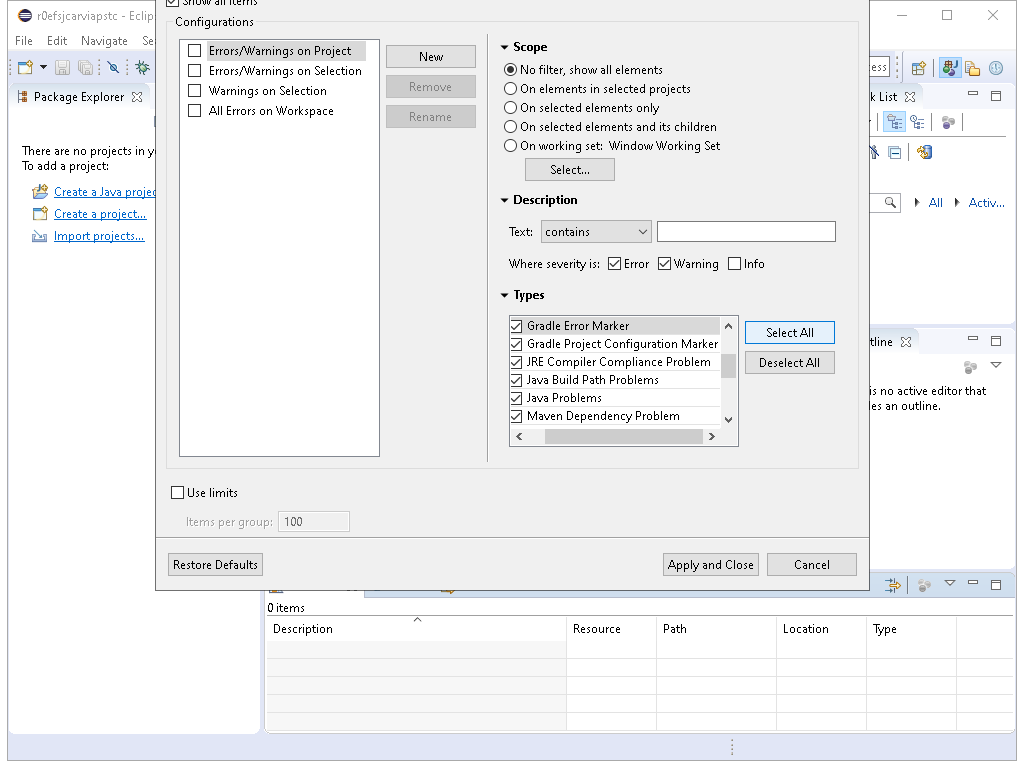 r0efsjcarviapstc - Eclip
Show all items
File Edit Navigate Se
Configurations
Errors/Warnings on Project
Errors/Warnings on Selection
Warnings on Selection
All Errors on Workspace
New
Remove
Rename
Scope
No filter, show all elements
On elements in selected projects
On selected elements only
On selected elements and its children
On working set: Window Working Set
Select...
Description
Text: contains
Where severity is: Error Warning Info
Types
Gradle Error Marker
Gradle Project Configuration Marker
JRE Compiler Compliance Problem
Java Build Path Problems
Java Problems
Maven Dependency Problem
Select All
Deselect All
Use limits
Items per group: 100
Restore Defaults
Apply and Close
Cancel
Package Explorer
There are no projects in y
To add a project:
Create a Java projec
Create a project...
Import projects...
ess
k List
All Activ...
tline
is no active editor that
les an outline.
0 items
Description Resource Path Location Type